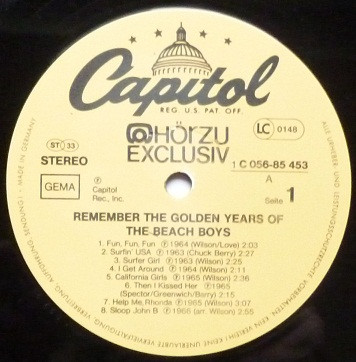 Capitol
REG. U.S. PAT. OFF.
HÖRZU
EXCLUSIV
LC 0148
ST 33
STEREO
1 C 056-85 453
A
GEMA
℗
Capitol
Rec., Inc.
Seite 1
REMEMBER THE GOLDEN YEARS OF
THE BEACH BOYS
1. Fun, Fun, Fun ℗ 1964 (Wilson/Love) 2:03
2. Surfin' USA ℗ 1963 (Chuck Berry) 2:27
3. Surfer Girl ℗ 1963 (Wilson) 2:25
4. I Get Around ℗ 1964 (Wilson) 2:11
5. California Girls ℗ 1965 (Wilson) 2:35
6. Then I Kissed Her ℗ 1965
(Spector/Greenwich/Barry) 2:15
7. Help Me, Rhonda ℗ 1965 (Wilson) 3:07
8. Sloop John B ℗ 1966 (arr. Wilson) 2:55
MADE IN GERMANY